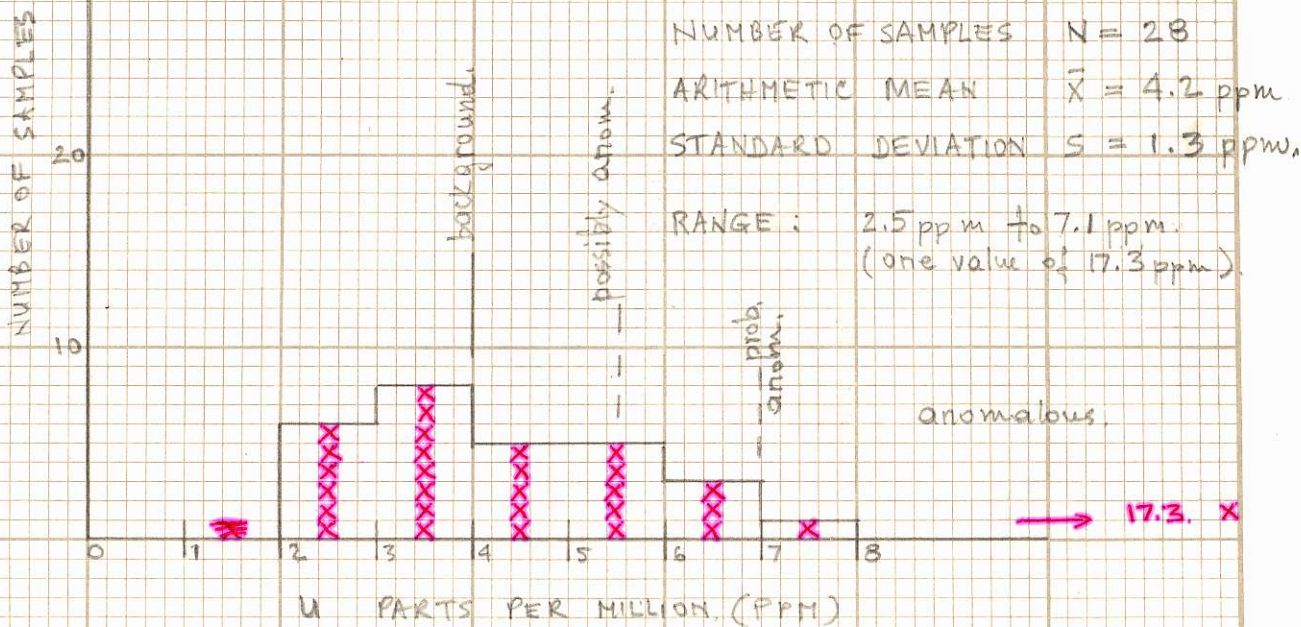 NUMBER OF SAMPLES
NUMBER OF SAMPLES N = 28
ARITHMETIC MEAN X̄ = 4.2 ppm
STANDARD DEVIATION S = 1.3 ppm.
RANGE : 2.5 ppm to 7.1 ppm.
(one value of 17.3 ppm).
20
10
background.
possibly anom.
prob.
anom.
anomalous.
17.3. X
0 1 2 3 4 5 6 7 8
U PARTS PER MILLION. (PPM)